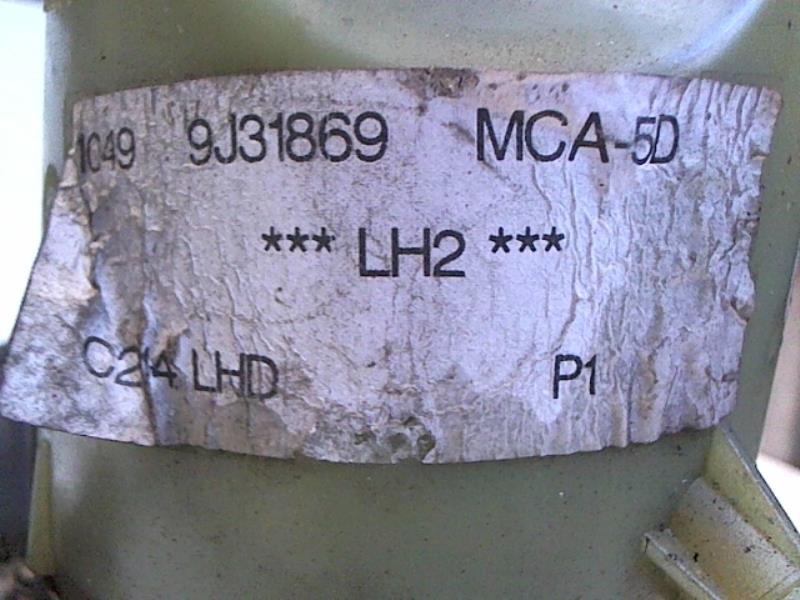 1049 9J31869 MCA-5D
*** LH2 ***
C214 LHD P1